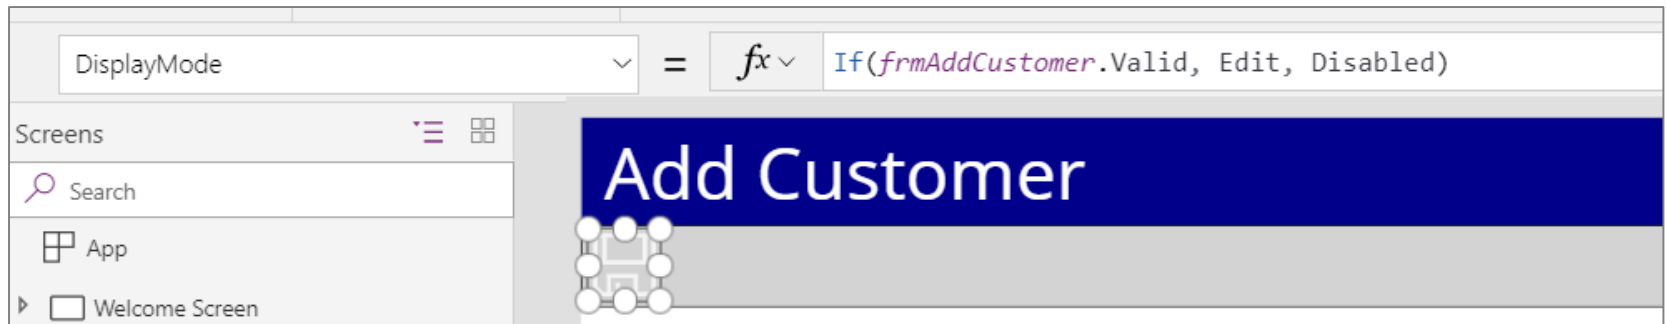 DisplayMode = fx If(frmAddCustomer.Valid, Edit, Disabled)
Screens
Add Customer
Search
App
Welcome Screen